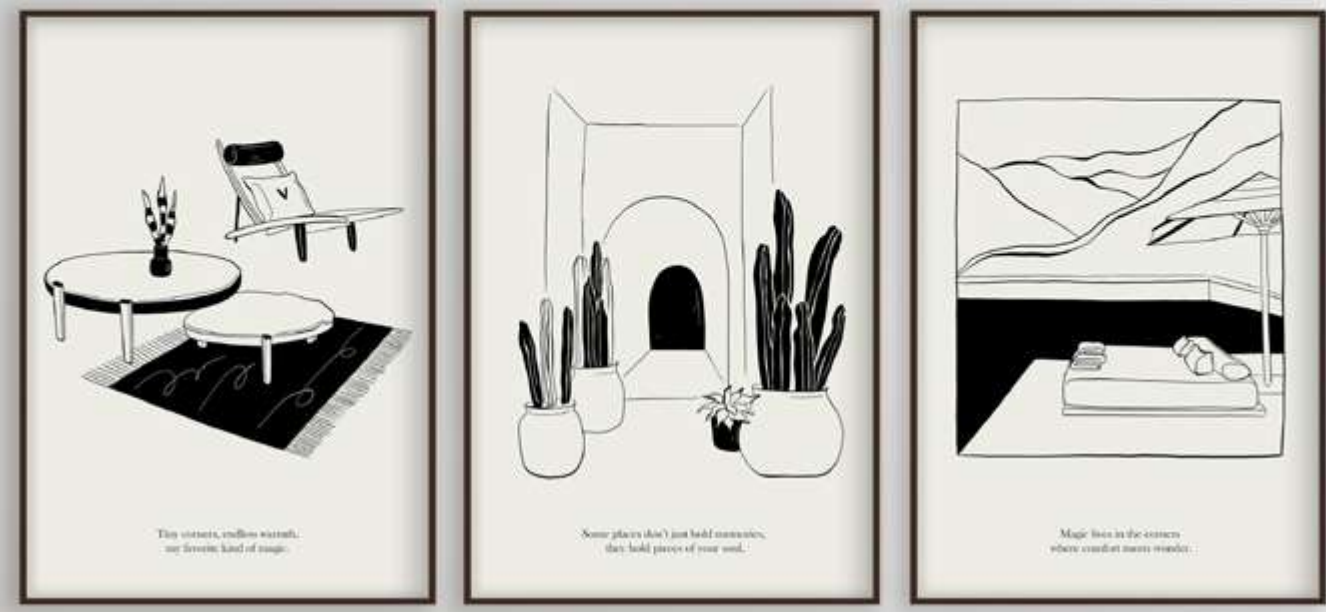 V
Tiny corners, endless warmth,
my favorite kind of magic.
Some places don't just hold memories,
they hold pieces of your soul.
Magic lives in the corners
where comfort meets wonder.